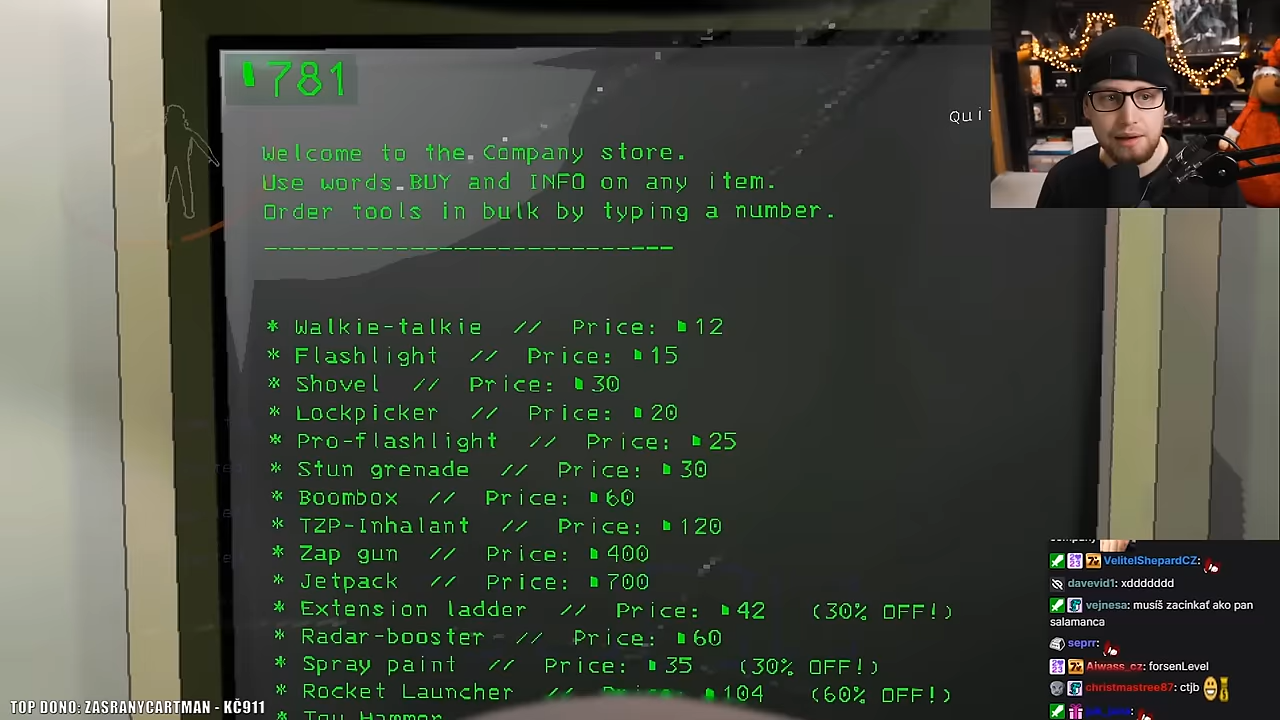 781
Welcome to the Company store.
Use words BUY and INFO on any item.
Order tools in bulk by typing a number.
* Walkie-talkie // Price: 12
* Flashlight // Price: 15
* Shovel // Price: 30
* Lockpicker // Price: 20
* Pro-flashlight // Price: 25
* Stun grenade // Price: 30
* Boombox // Price: 60
* TZP-Inhalant // Price: 120
* Zap gun // Price: 400
* Jetpack // Price: 700
* Extension ladder // Price: 42 (30% OFF!)
* Radar-booster // Price: 60
* Spray paint // Price: 35 (30% OFF!)
* Rocket Launcher // Price: 104 (60% OFF!)
VelitelShepardCZ:
davevid1: xddddddd
vejnesa: musíš zacinkať ako pan
salamanca
seprr:
Aiwass_cz: forsenLevel
christmastree87: ctjb
TOP DONO: ZASRANYCARTMAN - KČ911